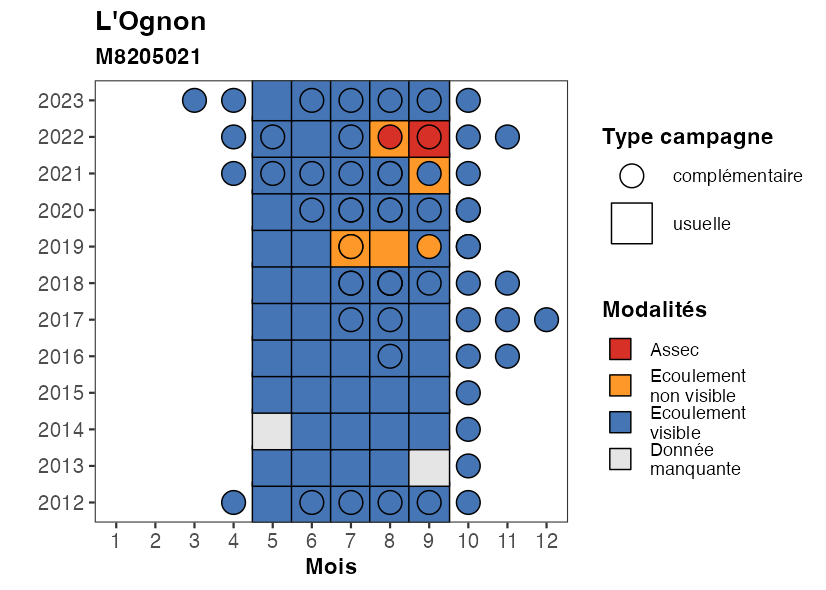 L'Ognon
M8205021
2023
2022
2021
2020
2019
2018
2017
2016
2015
2014
2013
2012
1 2 3 4 5 6 7 8 9 10 11 12
Mois
Type campagne
complémentaire
usuelle
Modalités
Assec
Ecoulement
non visible
Ecoulement
visible
Donnée
manquante